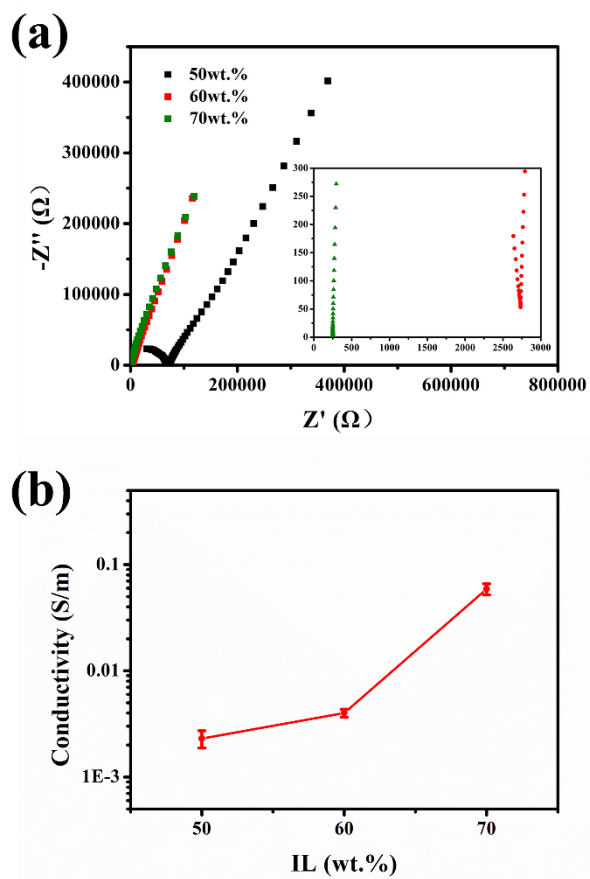 (a)
50wt.%
60wt.%
70wt.%
400000
300000
200000
100000
0
-Z'' (Ω)
300
250
200
150
100
50
0
0 500 1000 1500 2000 2500 3000
0 200000 400000 600000 800000
Z' (Ω)
(b)
0.1
0.01
1E-3
Conductivity (S/m)
50 60 70
IL (wt.%)